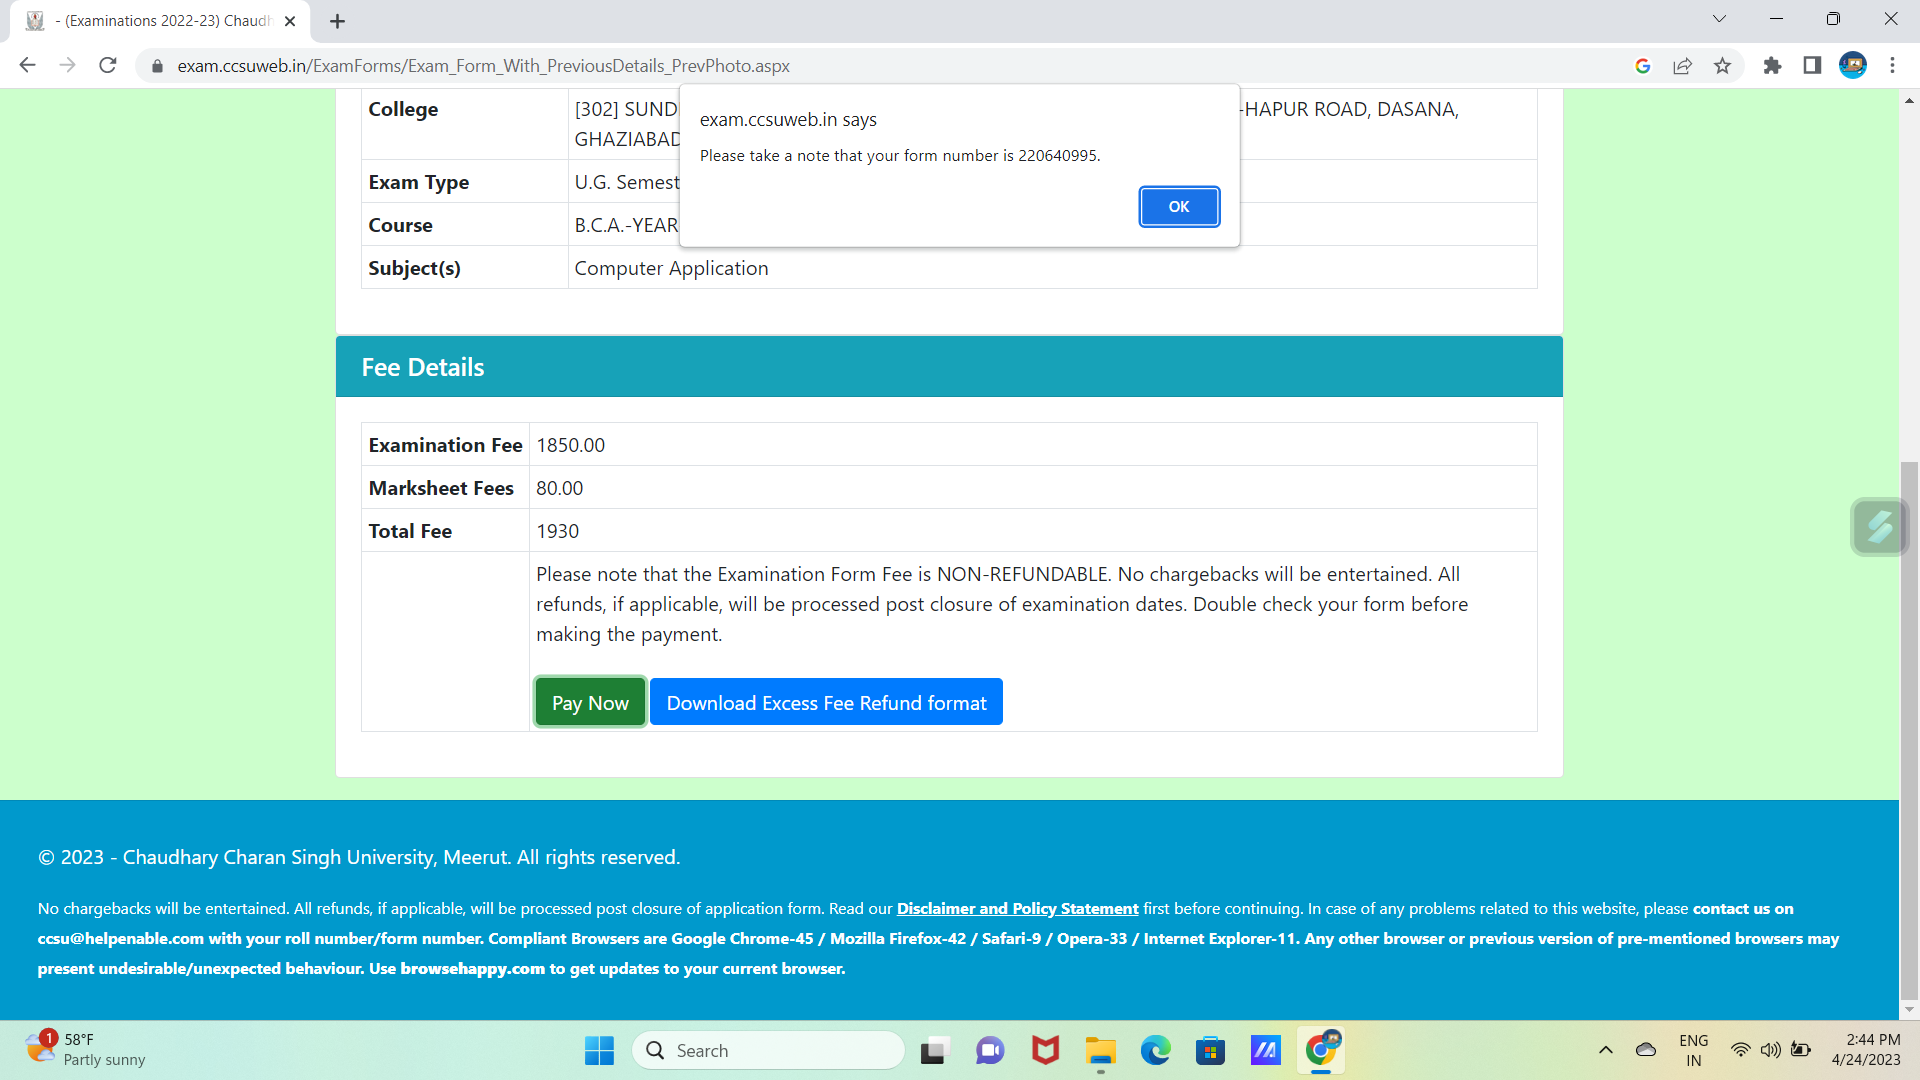 - (Examinations 2022-23) Chaudh
exam.ccsuweb.in/ExamForms/Exam_Form_With_PreviousDetails_PrevPhoto.aspx
exam.ccsuweb.in says
Please take a note that your form number is 220640995.
OK
College [302] SUND -HAPUR ROAD, DASANA,
GHAZIABAD
Exam Type U.G. Semest
Course B.C.A.-YEAR
Subject(s) Computer Application
Fee Details
Examination Fee 1850.00
Marksheet Fees 80.00
Total Fee 1930
Please note that the Examination Form Fee is NON-REFUNDABLE. No chargebacks will be entertained. All
refunds, if applicable, will be processed post closure of examination dates. Double check your form before
making the payment.
Pay Now Download Excess Fee Refund format
© 2023 - Chaudhary Charan Singh University, Meerut. All rights reserved.
No chargebacks will be entertained. All refunds, if applicable, will be processed post closure of application form. Read our Disclaimer and Policy Statement first before continuing. In case of any problems related to this website, please contact us on
ccsu@helpenable.com with your roll number/form number. Compliant Browsers are Google Chrome-45 / Mozilla Firefox-42 / Safari-9 / Opera-33 / Internet Explorer-11. Any other browser or previous version of pre-mentioned browsers may
present undesirable/unexpected behaviour. Use browsehappy.com to get updates to your current browser.
1 58°F
Partly sunny
Search
ENG
IN
2:44 PM
4/24/2023